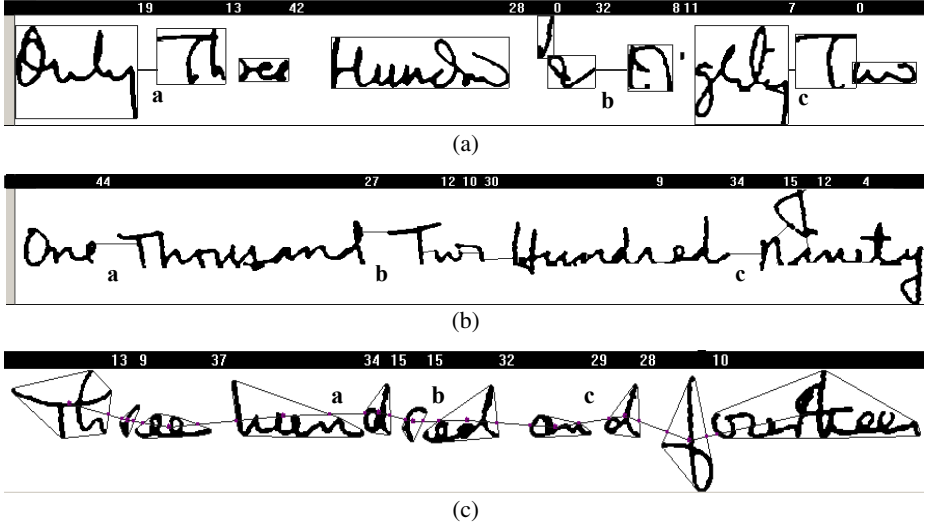 19 13 42 28 0 32 8 11 7 0
Only Three Hundred Eighty Two
a b c
(a)
44 27 12 10 30 9 34 15 12 4
One Thousand Two Hundred Ninety
a b c
(b)
13 9 37 34 15 15 32 29 28 10
a b c
Three hundred and fourteen
(c)